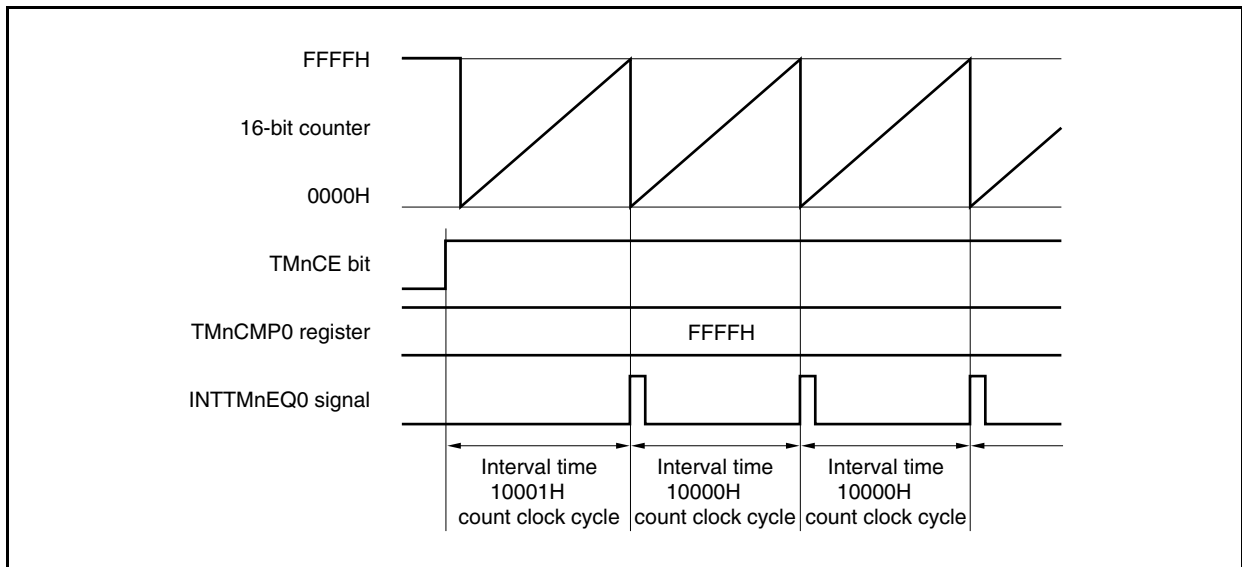 FFFFH
16-bit counter
0000H
TMnCE bit
TMnCMP0 register
FFFFH
INTTMnEQ0 signal
Interval time Interval time Interval time
10001H 10000H 10000H
count clock cycle count clock cycle count clock cycle